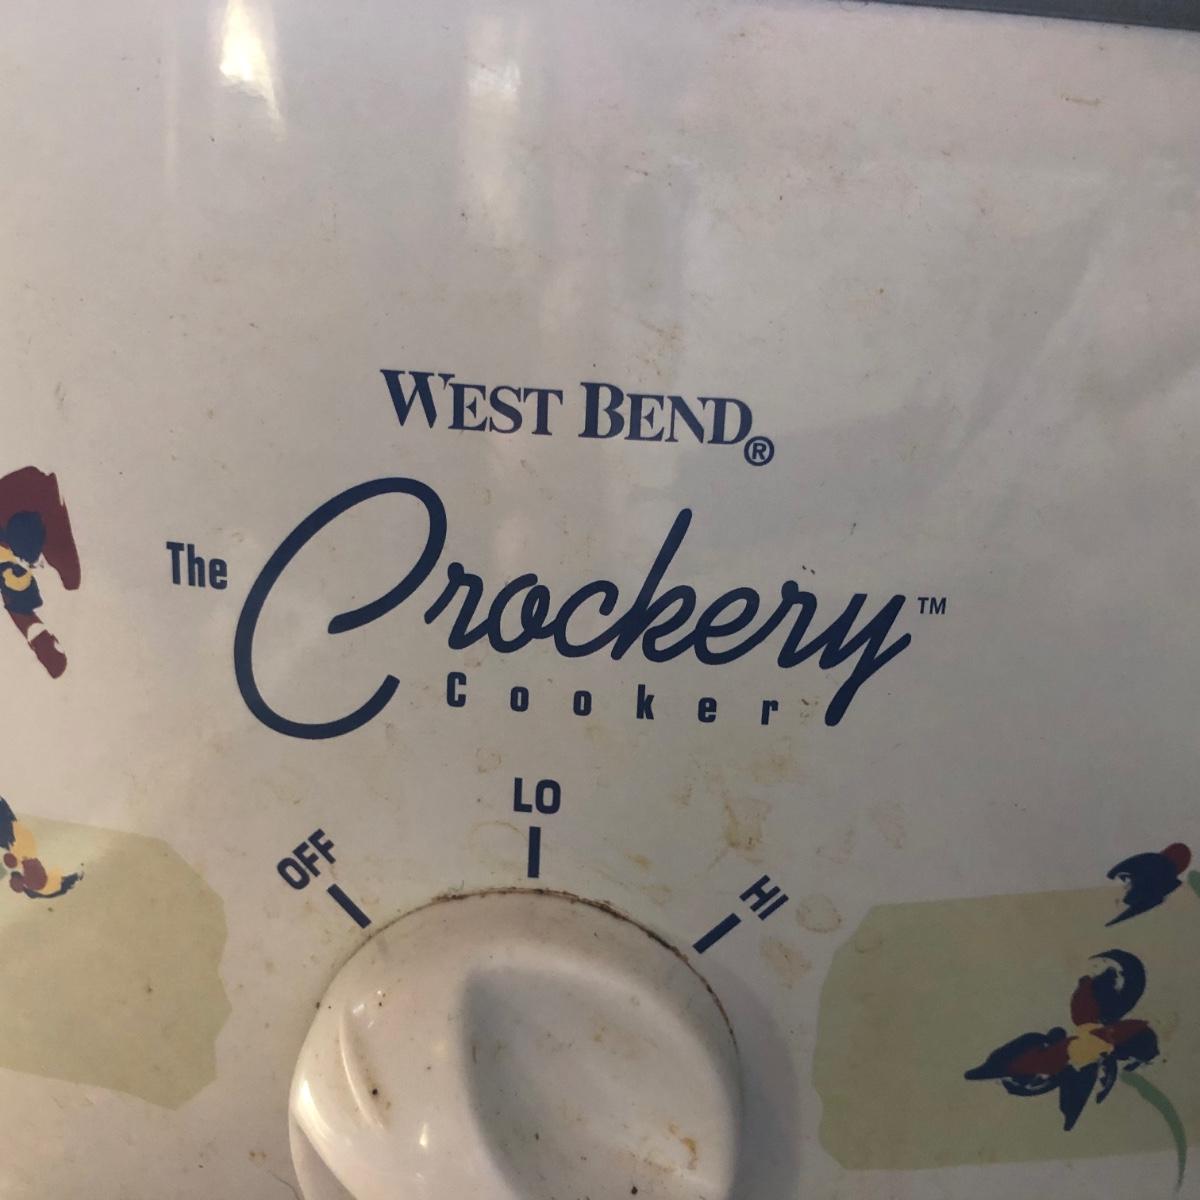 WEST BEND®
The Crockery™
Cooker
LO
OFF
HI